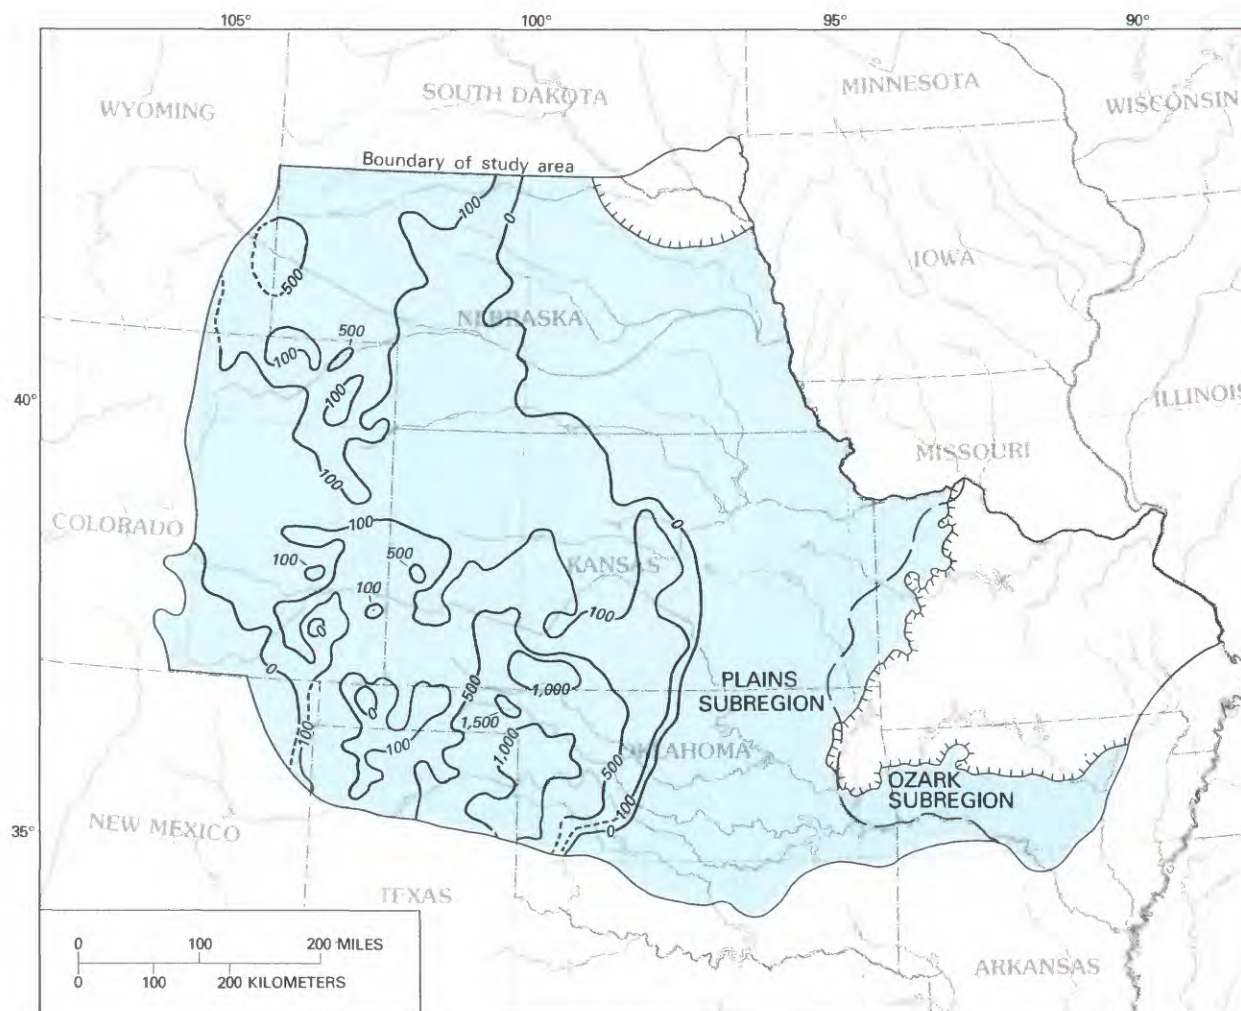 105° 100° 95° 90°
WYOMING
SOUTH DAKOTA
MINNESOTA
WISCONSIN
Boundary of study area
100
0
500
IOWA
NEBRASKA
500
100
100
40°
ILLINOIS
MISSOURI
100
COLORADO
100
0
500
100
KANSAS
100
100
0
0
PLAINS
SUBREGION
500
1,000
0
1,500
100
100
1,000
OKLAHOMA
500
100
0
OZARK
SUBREGION
35°
NEW MEXICO
TEXAS
ARKANSAS
0 100 200 MILES
0 100 200 KILOMETERS